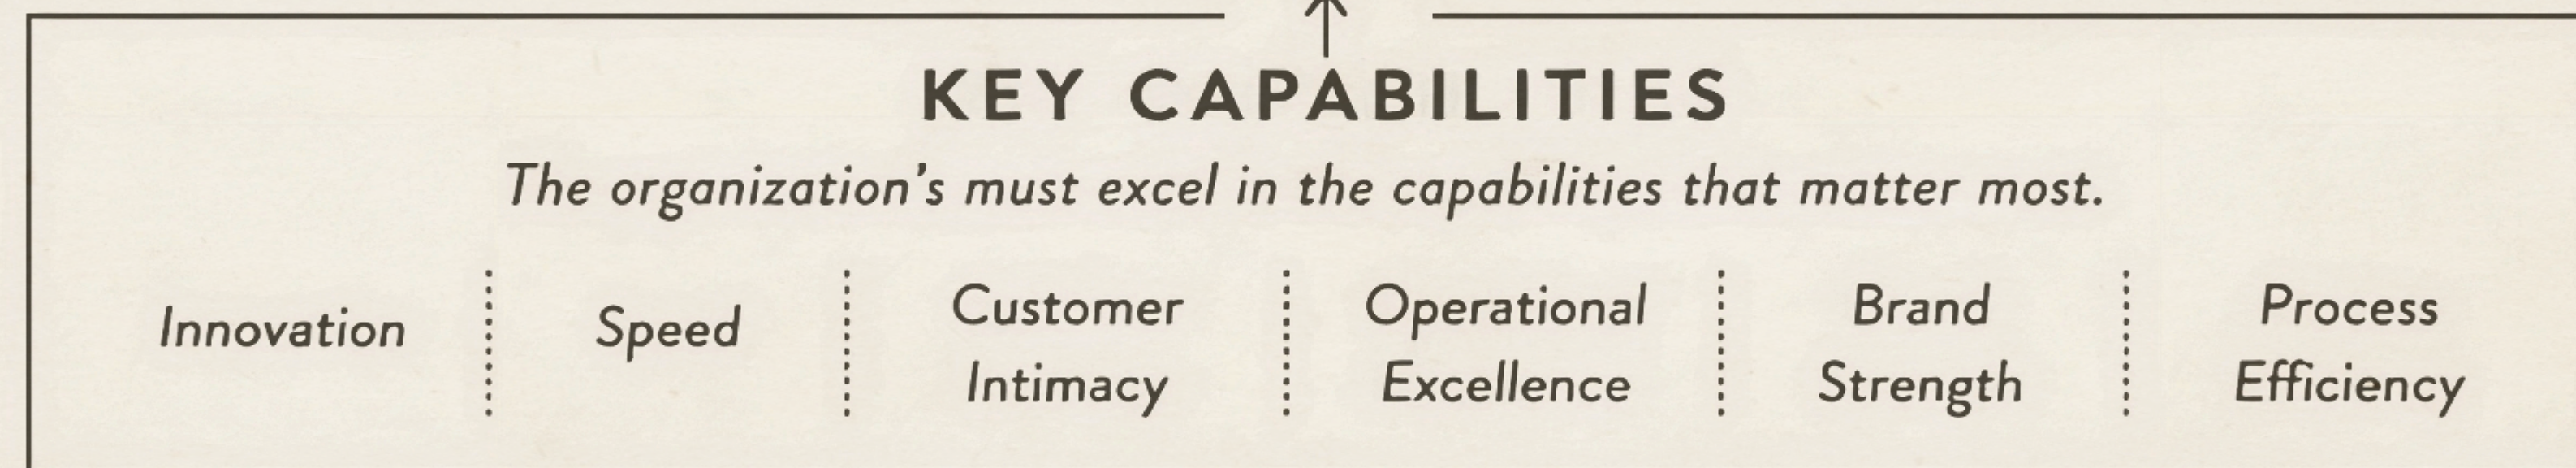 KEY CAPABILITIES
The organization's must excel in the capabilities that matter most.
Innovation
Speed
Customer
Intimacy
Operational
Excellence
Brand
Strength
Process
Efficiency